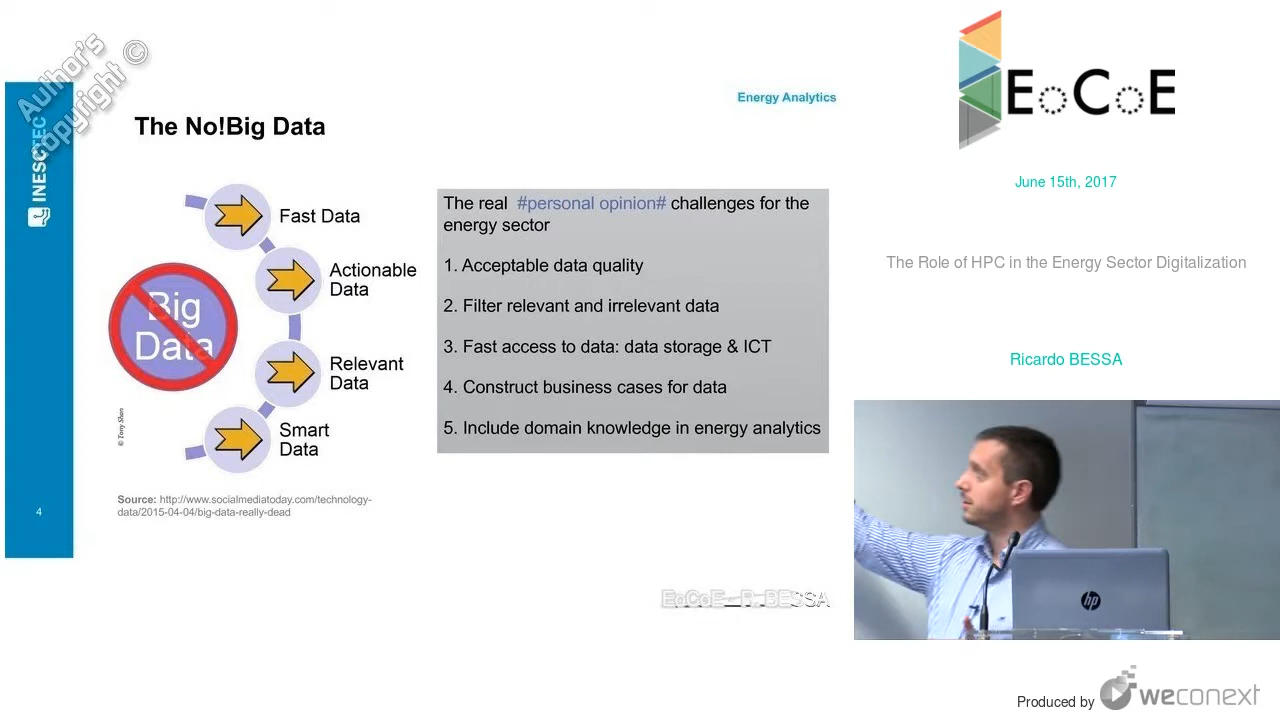 Author's
Copyright ©
INESCTEC
Energy Analytics
The No!Big Data
Big
Data
Fast Data
Actionable
Data
Relevant
Data
Smart
Data
© Tony Shan
Source: http://www.socialmediatoday.com/technology-
data/2015-04-04/big-data-really-dead
4
The real #personal opinion# challenges for the
energy sector
1. Acceptable data quality
2. Filter relevant and irrelevant data
3. Fast access to data: data storage & ICT
4. Construct business cases for data
5. Include domain knowledge in energy analytics
EoCoE - R. BESSA
EoCoE
June 15th, 2017
The Role of HPC in the Energy Sector Digitalization
Ricardo BESSA
hp
Produced by
weconext